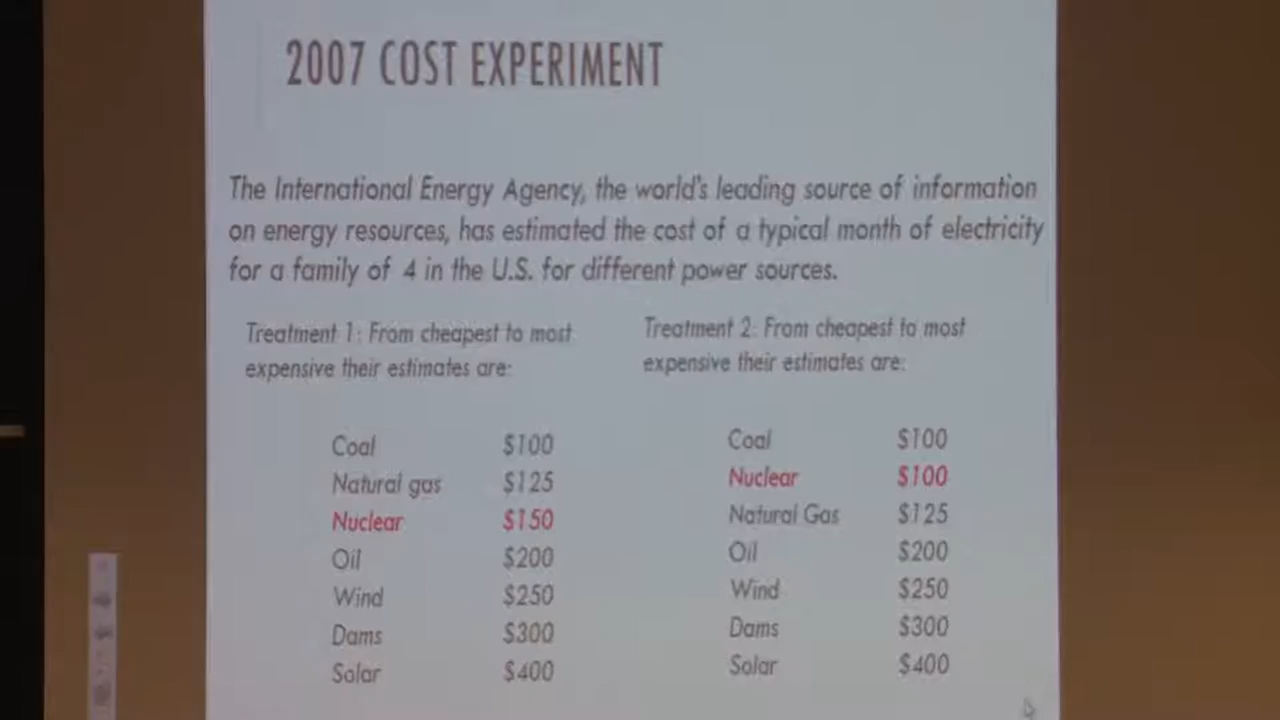 2007 COST EXPERIMENT
The International Energy Agency, the world's leading source of information
on energy resources, has estimated the cost of a typical month of electricity
for a family of 4 in the U.S. for different power sources.
Treatment 1: From cheapest to most
expensive their estimates are:
Coal $100
Natural gas $125
Nuclear $150
Oil $200
Wind $250
Dams $300
Solar $400
Treatment 2: From cheapest to most
expensive their estimates are:
Coal $100
Nuclear $100
Natural Gas $125
Oil $200
Wind $250
Dams $300
Solar $400